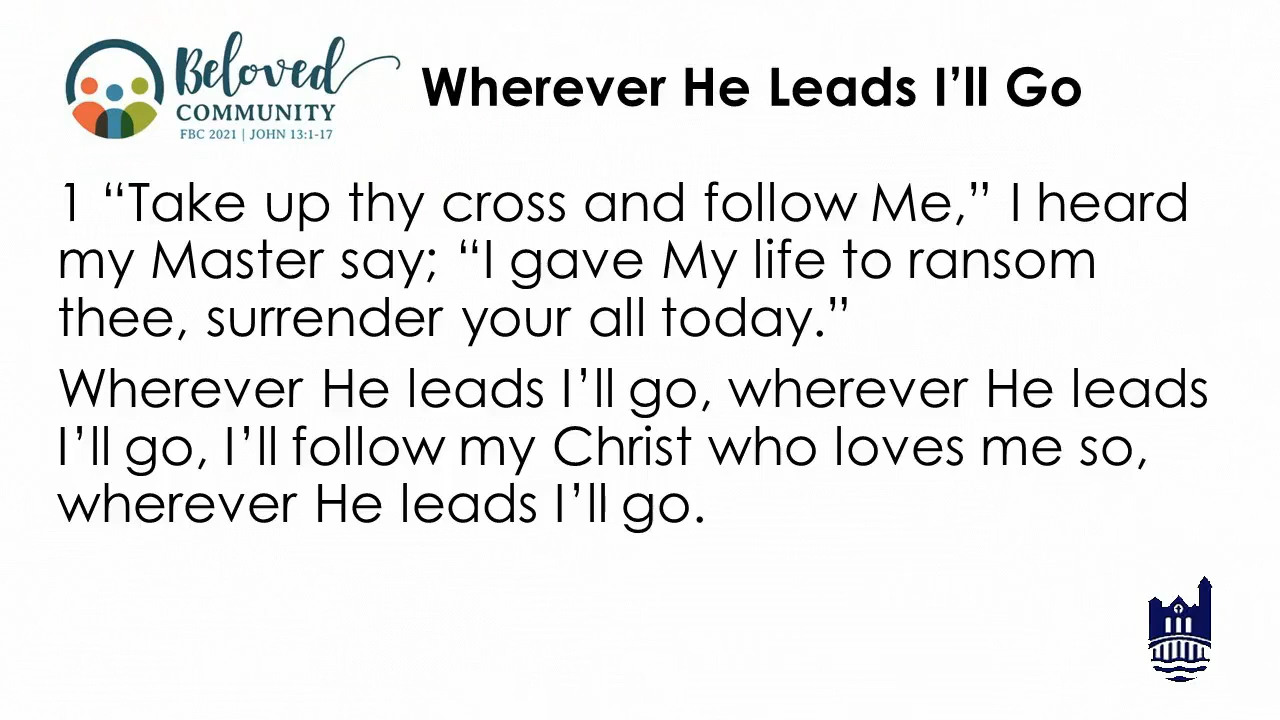 Beloved
COMMUNITY
FBC 2021 | JOHN 13:1-17
Wherever He Leads I’ll Go
1 “Take up thy cross and follow Me,” I heard
my Master say; “I gave My life to ransom
thee, surrender your all today.”
Wherever He leads I’ll go, wherever He leads
I’ll go, I’ll follow my Christ who loves me so,
wherever He leads I’ll go.